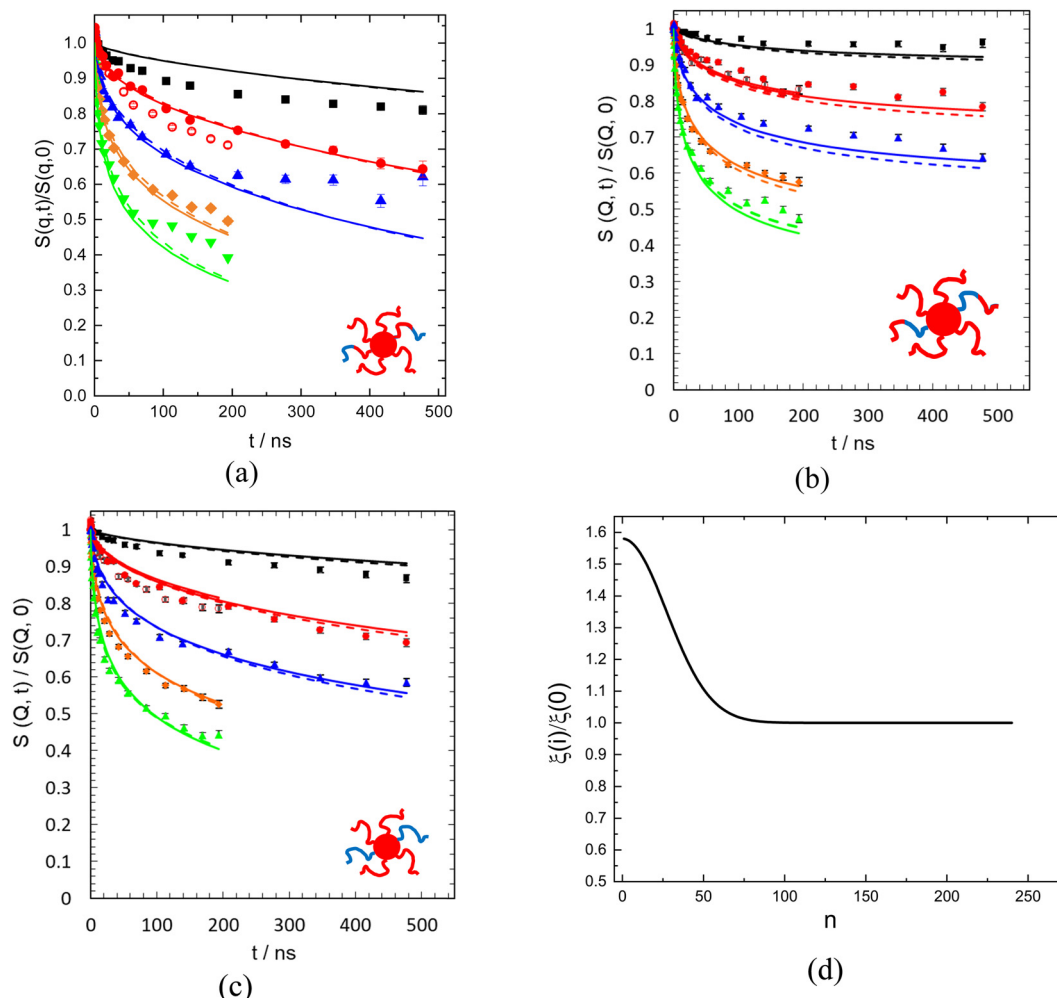 1.0
0.9
0.8
0.7
0.6
0.5
0.4
0.3
0.2
0.1
0.0
S(q,t)/S(q,0)
0 100 200 300 400 500
t / ns
(a)
1
0.9
0.8
0.7
0.6
0.5
0.4
0.3
0.2
0.1
0
S (Q, t) / S(Q, 0)
0 100 200 300 400 500
t / ns
(b)
1
0.9
0.8
0.7
0.6
0.5
0.4
0.3
0.2
0.1
0
S (Q, t) / S(Q, 0)
0 100 200 300 400 500
t / ns
(c)
1.6
1.5
1.4
1.3
1.2
1.1
1.0
0.9
0.8
0.7
0.6
0.5
ξ(i)/ξ(0)
0 50 100 150 200 250
n
(d)